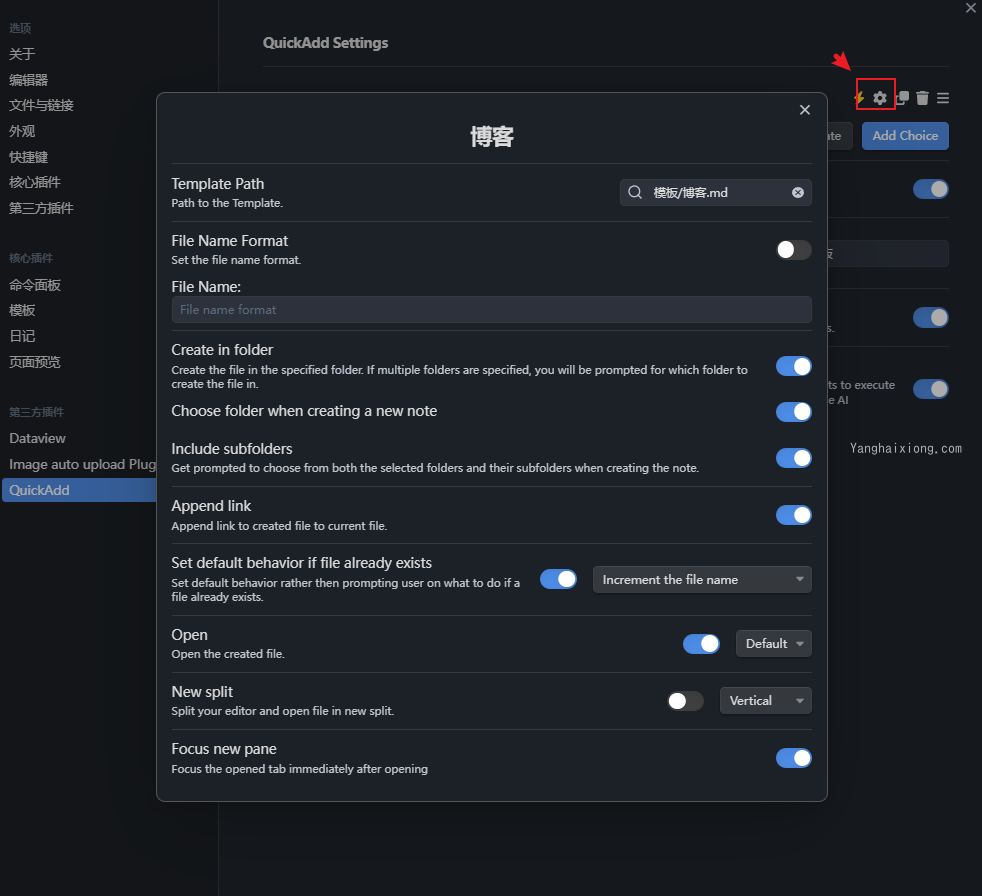 选项
关于
编辑器
文件与链接
外观
快捷键
核心插件
第三方插件
核心插件
命令面板
模板
日记
页面预览
第三方插件
Dataview
Image auto upload Plug
QuickAdd
QuickAdd Settings
Add Choice
ts to execute
e AI
Yanghaixiong.com
博客
Template Path
Path to the Template.
模板/博客.md
File Name Format
Set the file name format.
File Name:
File name format
Create in folder
Create the file in the specified folder. If multiple folders are specified, you will be prompted for which folder to
create the file in.
Choose folder when creating a new note
Include subfolders
Get prompted to choose from both the selected folders and their subfolders when creating the note.
Append link
Append link to created file to current file.
Set default behavior if file already exists
Set default behavior rather then prompting user on what to do if a
file already exists.
Increment the file name
Open
Open the created file.
Default
New split
Split your editor and open file in new split.
Vertical
Focus new pane
Focus the opened tab immediately after opening